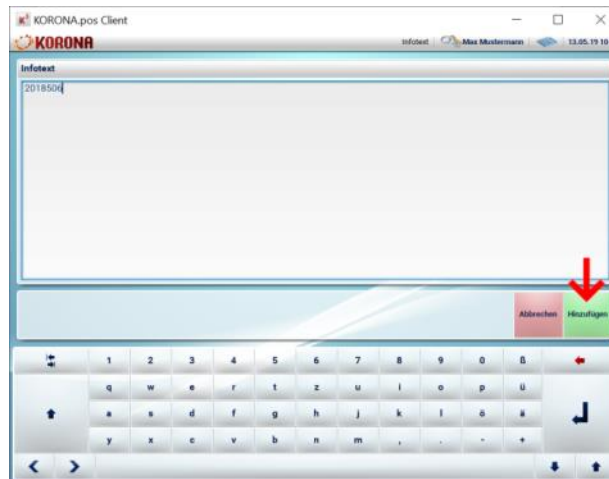 KORONA.pos Client
KORONA Infotext Max Mustermann 13.05.19 10
Infotext
2018506
Abbrechen Hinzufügen
1 2 3 4 5 6 7 8 9 0 ß
q w e r t z u i o p ü
a s d f g h j k l ö ä
y x c v b n m , . - +